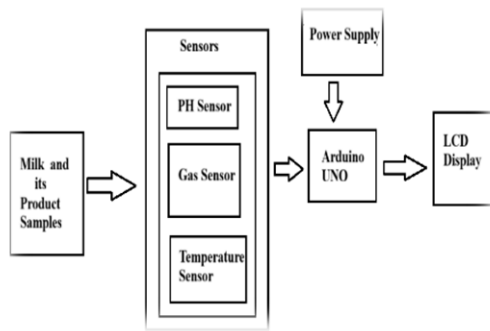 Milk and
its
Product
Samples
Sensors
PH Sensor
Gas Sensor
Temperature
Sensor
Power Supply
Arduino
UNO
LCD
Display